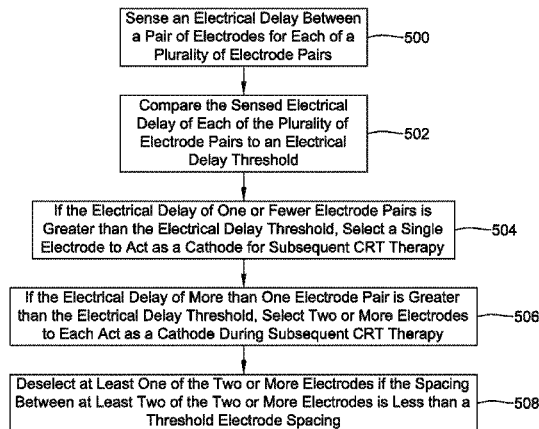 Sense an Electrical Delay Between
a Pair of Electrodes for Each of a
Plurality of Electrode Pairs
500
Compare the Sensed Electrical
Delay of Each of the Plurality of
Electrode Pairs to an Electrical
Delay Threshold
502
If the Electrical Delay of One or Fewer Electrode Pairs is
Greater than the Electrical Delay Threshold, Select a Single
Electrode to Act as a Cathode for Subsequent CRT Therapy
504
If the Electrical Delay of More than One Electrode Pair is Greater
than the Electrical Delay Threshold, Select Two or More Electrodes
to Each Act as a Cathode During Subsequent CRT Therapy
506
Deselect at Least One of the Two or More Electrodes if the Spacing
Between at Least Two of the Two or More Electrodes is Less than a
Threshold Electrode Spacing
508